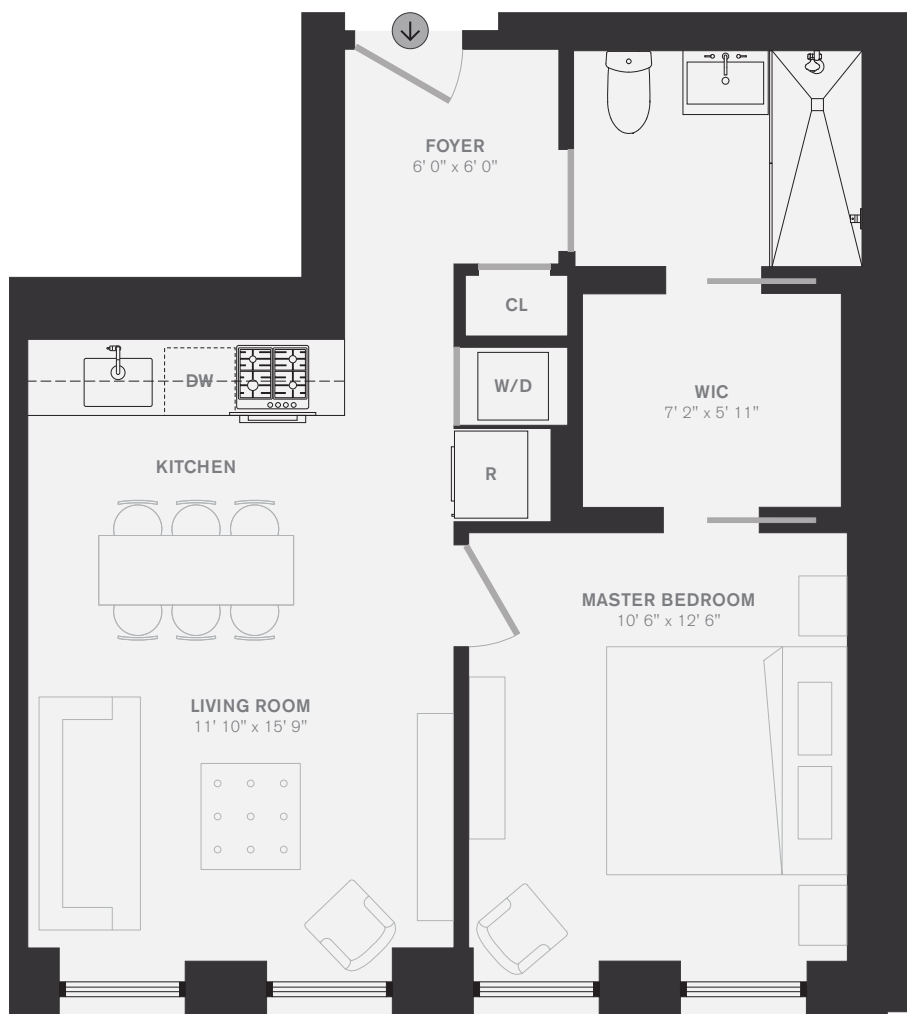 FOYER
6' 0" x 6' 0"
CL
DW
W/D
WIC
7' 2" x 5' 11"
KITCHEN
R
MASTER BEDROOM
10' 6" x 12' 6"
LIVING ROOM
11' 10" x 15' 9"